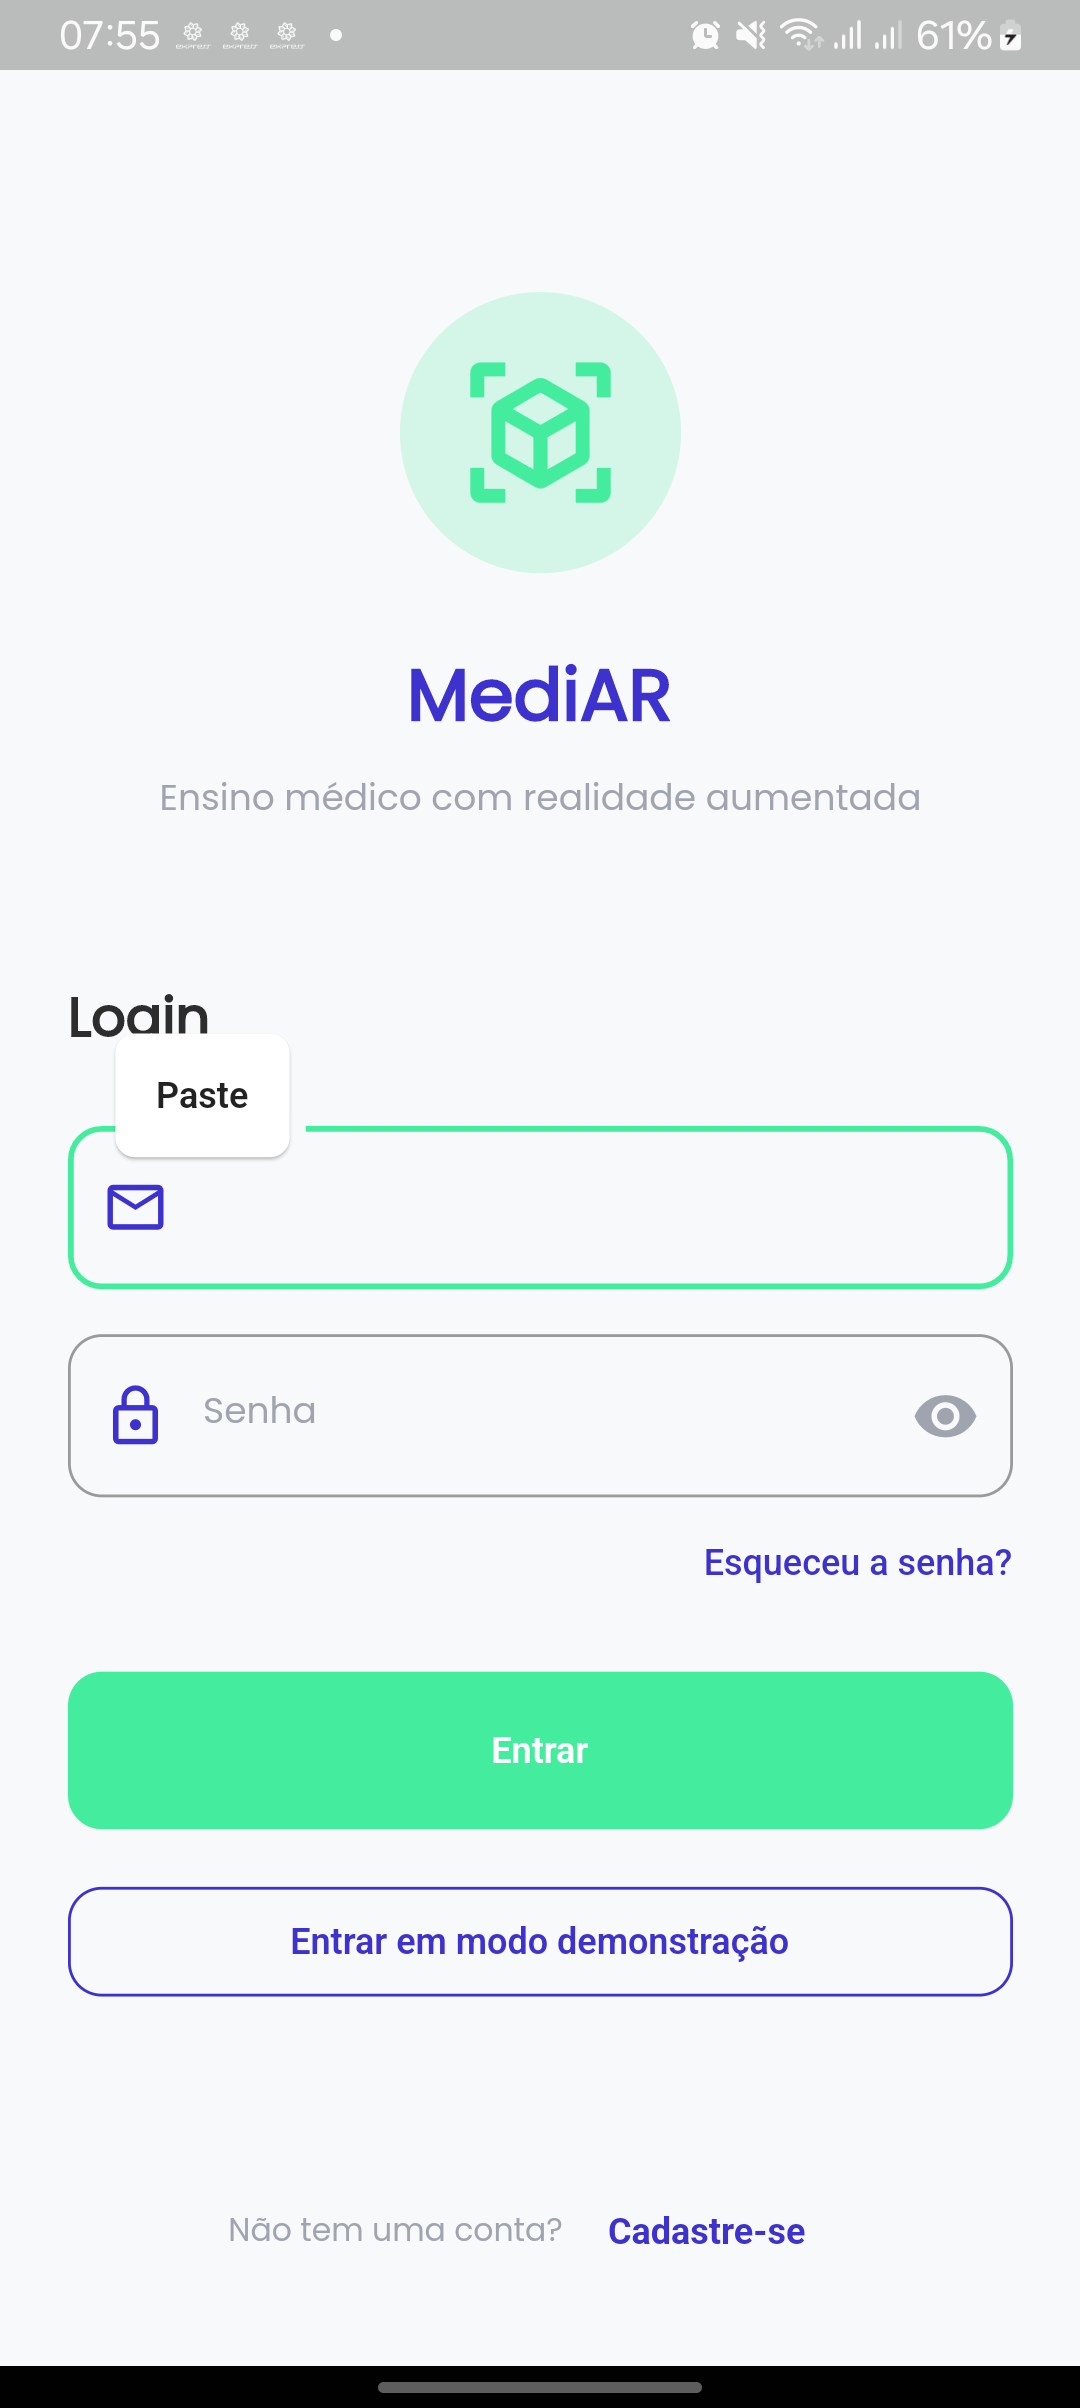 07:55
61%
MediAR
Ensino médico com realidade aumentada
Login
Paste
Senha
Esqueceu a senha?
Entrar
Entrar em modo demonstração
Não tem uma conta? Cadastre-se